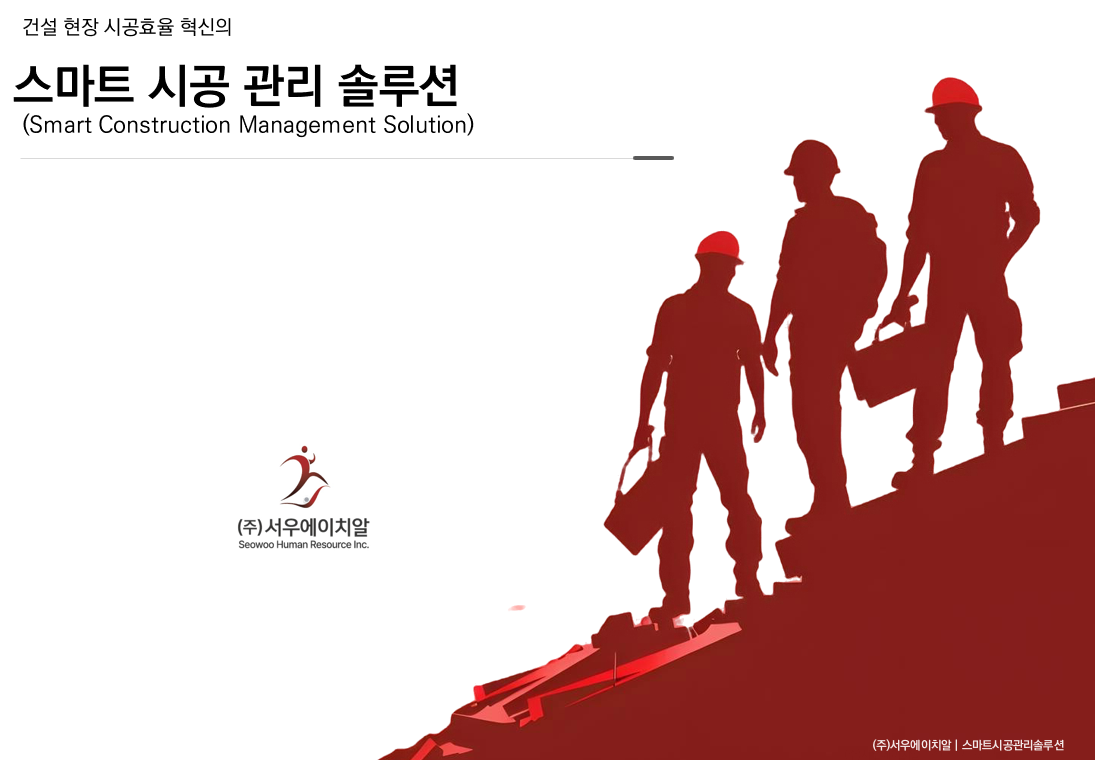 건설 현장 시공효율 혁신의
스마트 시공 관리 솔루션
(Smart Construction Management Solution)
(주)서우에이치알
Seowoo Human Resource Inc.
(주)서우에이치알 | 스마트시공관리솔루션